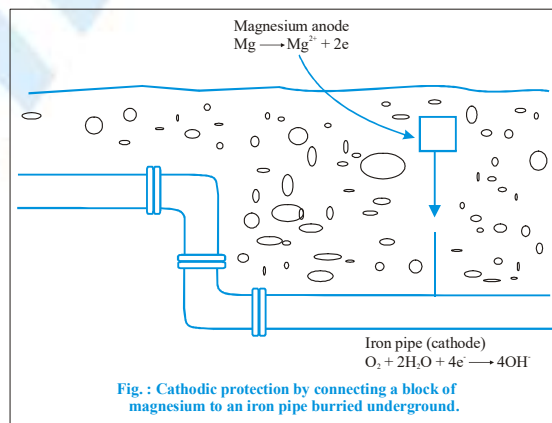 Magnesium anode
Mg ⟶ Mg²⁺ + 2e
Iron pipe (cathode)
O₂ + 2H₂O + 4e⁻ ⟶ 4OH⁻
Fig. : Cathodic protection by connecting a block of
magnesium to an iron pipe burried underground.